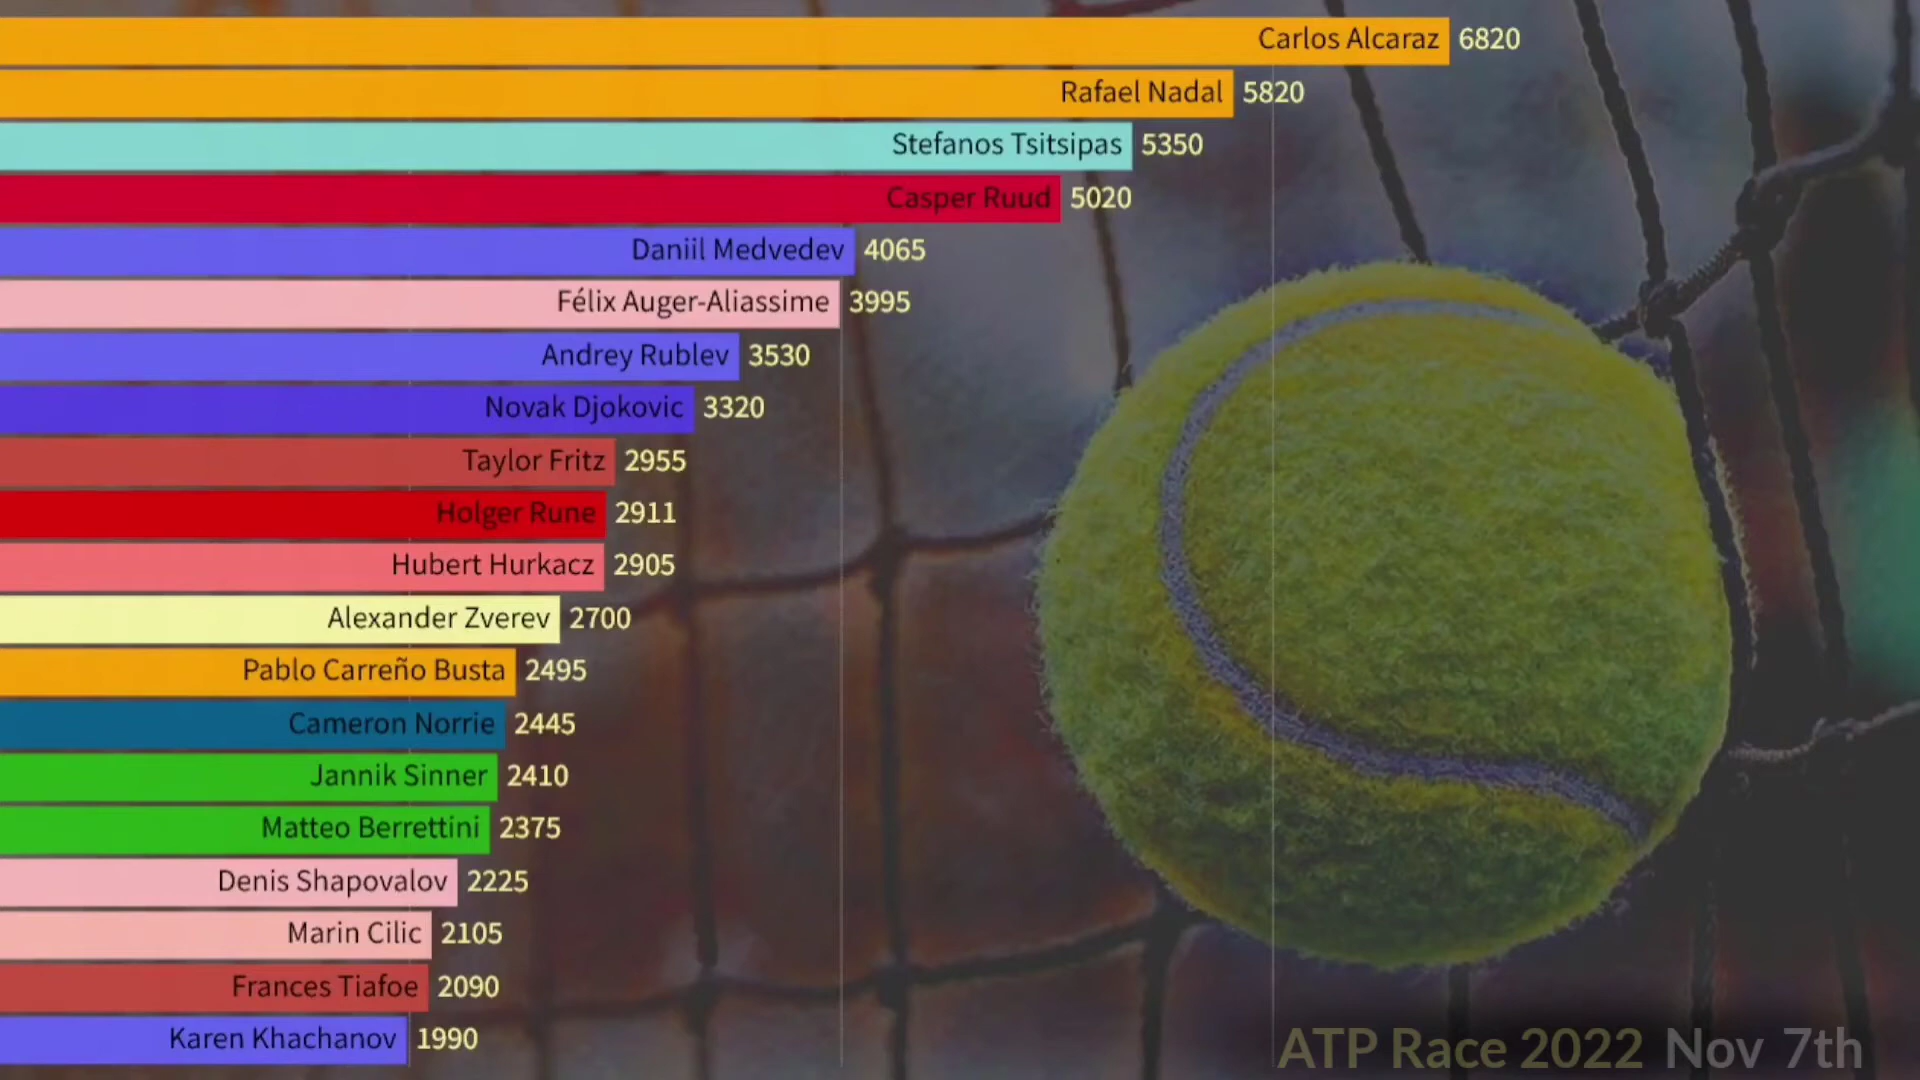 Carlos Alcaraz 6820
Rafael Nadal 5820
Stefanos Tsitsipas 5350
Casper Ruud 5020
Daniil Medvedev 4065
Félix Auger-Aliassime 3995
Andrey Rublev 3530
Novak Djokovic 3320
Taylor Fritz 2955
Holger Rune 2911
Hubert Hurkacz 2905
Alexander Zverev 2700
Pablo Carreño Busta 2495
Cameron Norrie 2445
Jannik Sinner 2410
Matteo Berrettini 2375
Denis Shapovalov 2225
Marin Cilic 2105
Frances Tiafoe 2090
Karen Khachanov 1990
ATP Race 2022 Nov 7th